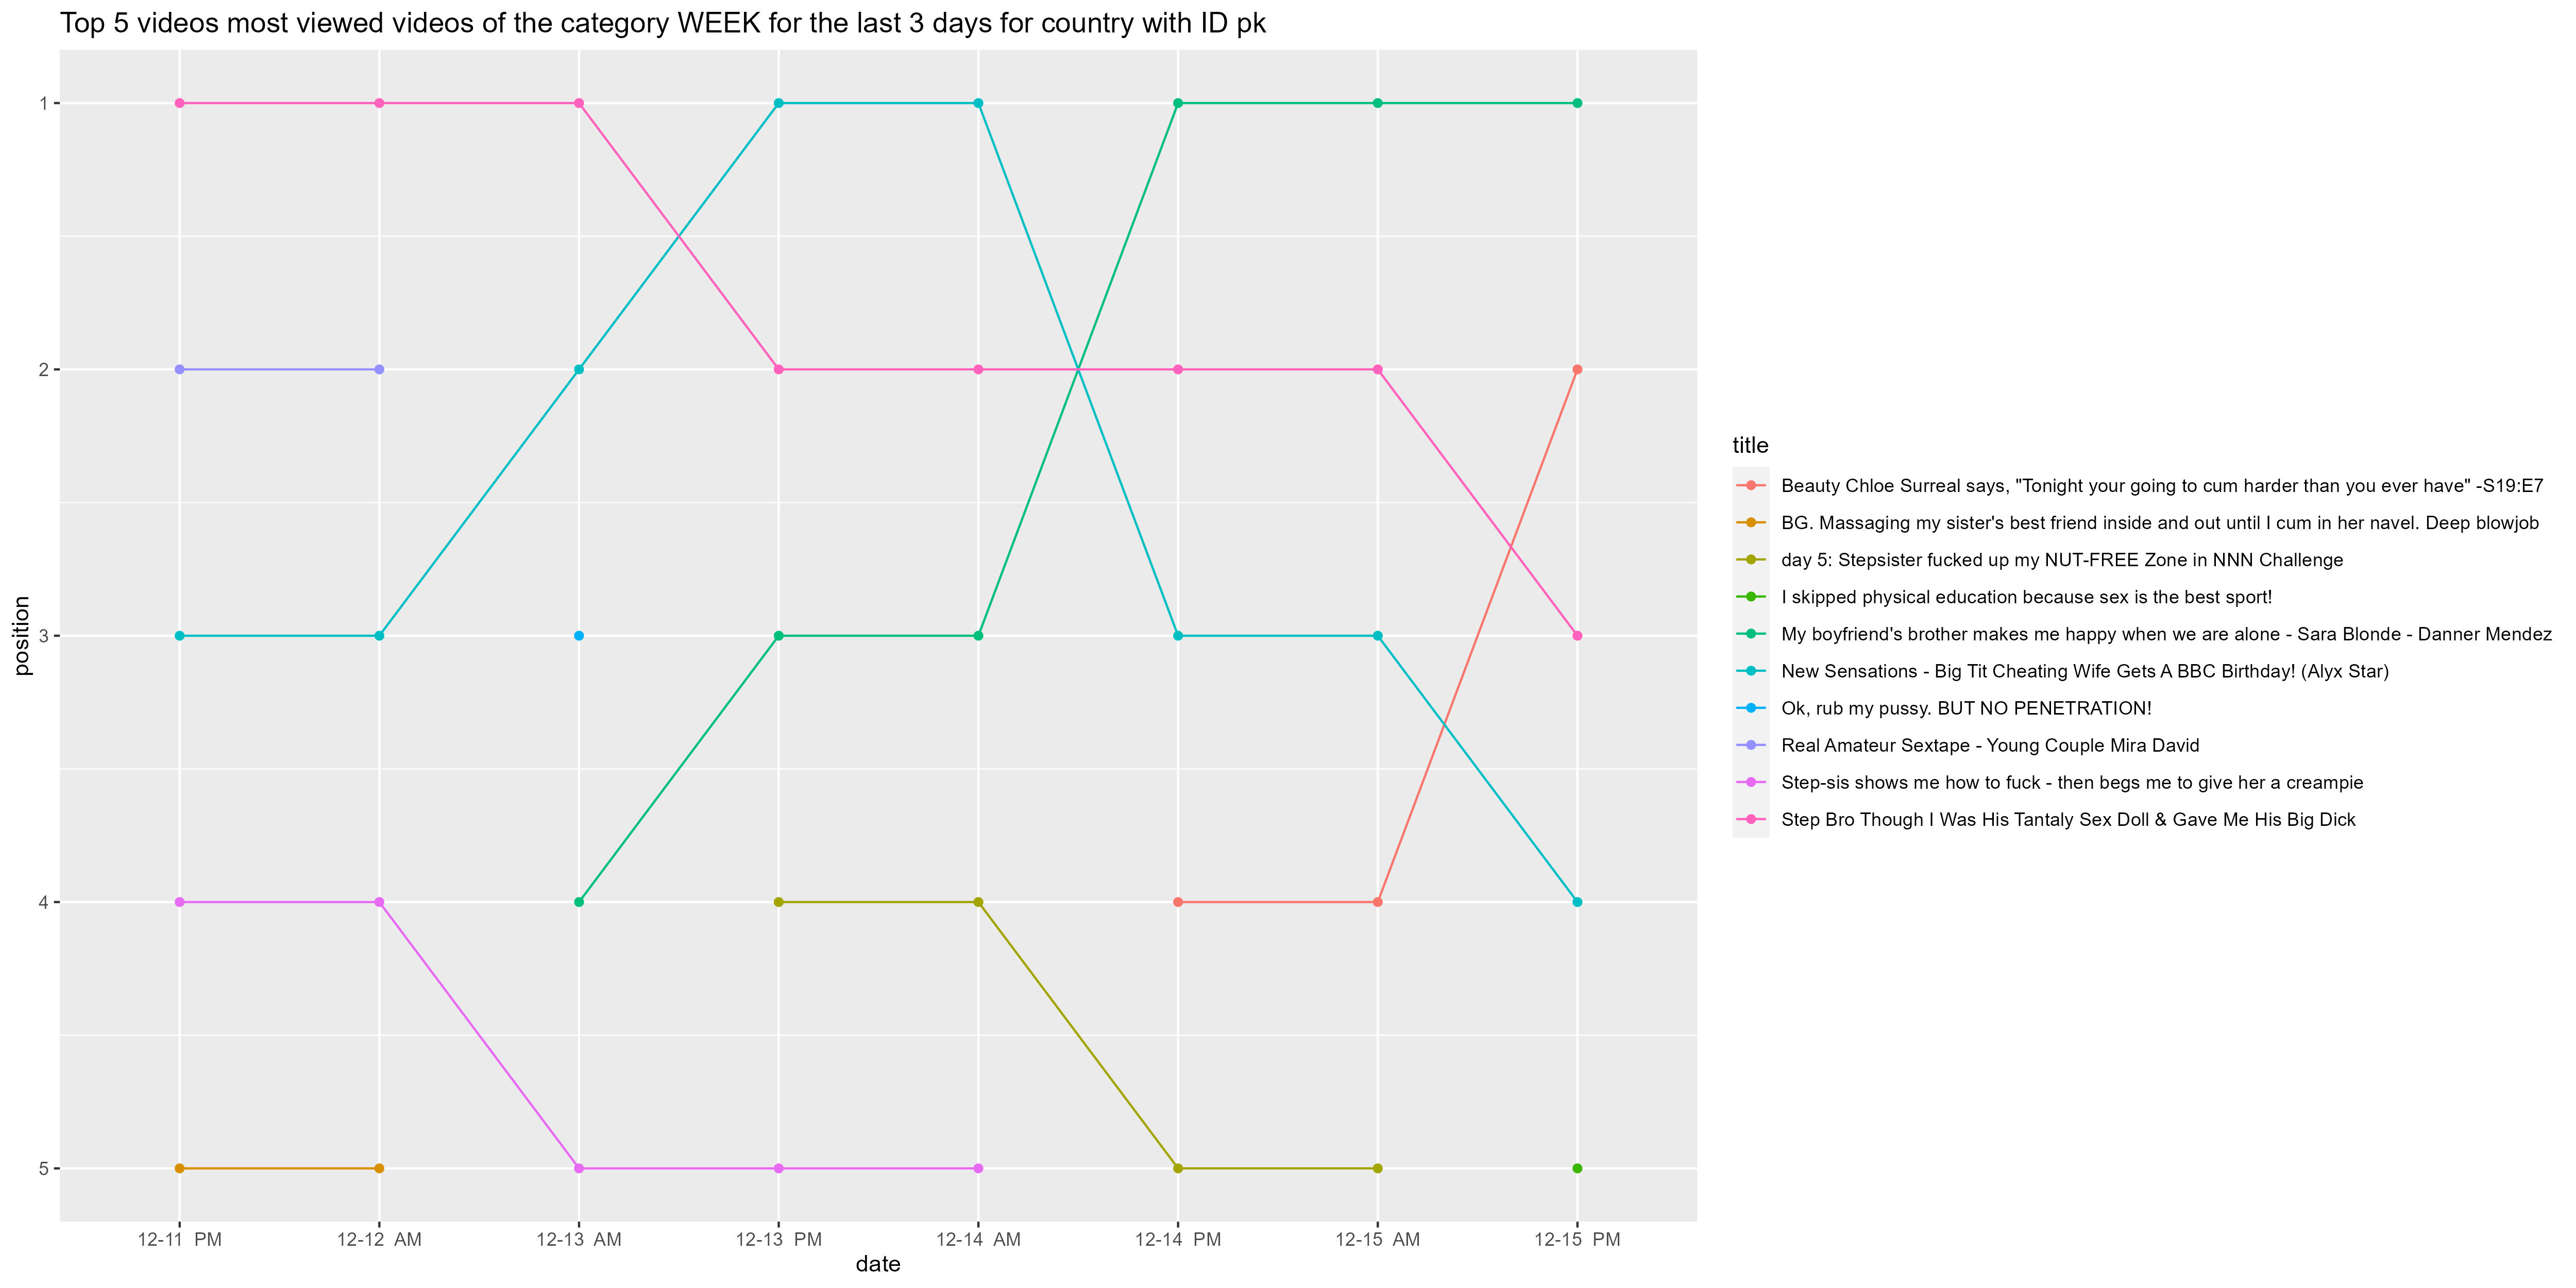 Top 5 videos most viewed videos of the category WEEK for the last 3 days for country with ID pk
position
1
2
3
4
5
12-11 PM
12-12 AM
12-13 AM
12-13 PM
12-14 AM
12-14 PM
12-15 AM
12-15 PM
date
title
Beauty Chloe Surreal says, "Tonight your going to cum harder than you ever have" -S19:E7
BG. Massaging my sister's best friend inside and out until I cum in her navel. Deep blowjob
day 5: Stepsister fucked up my NUT-FREE Zone in NNN Challenge
I skipped physical education because sex is the best sport!
My boyfriend's brother makes me happy when we are alone - Sara Blonde - Danner Mendez
New Sensations - Big Tit Cheating Wife Gets A BBC Birthday! (Alyx Star)
Ok, rub my pussy. BUT NO PENETRATION!
Real Amateur Sextape - Young Couple Mira David
Step-sis shows me how to fuck - then begs me to give her a creampie
Step Bro Though I Was His Tantaly Sex Doll & Gave Me His Big Dick